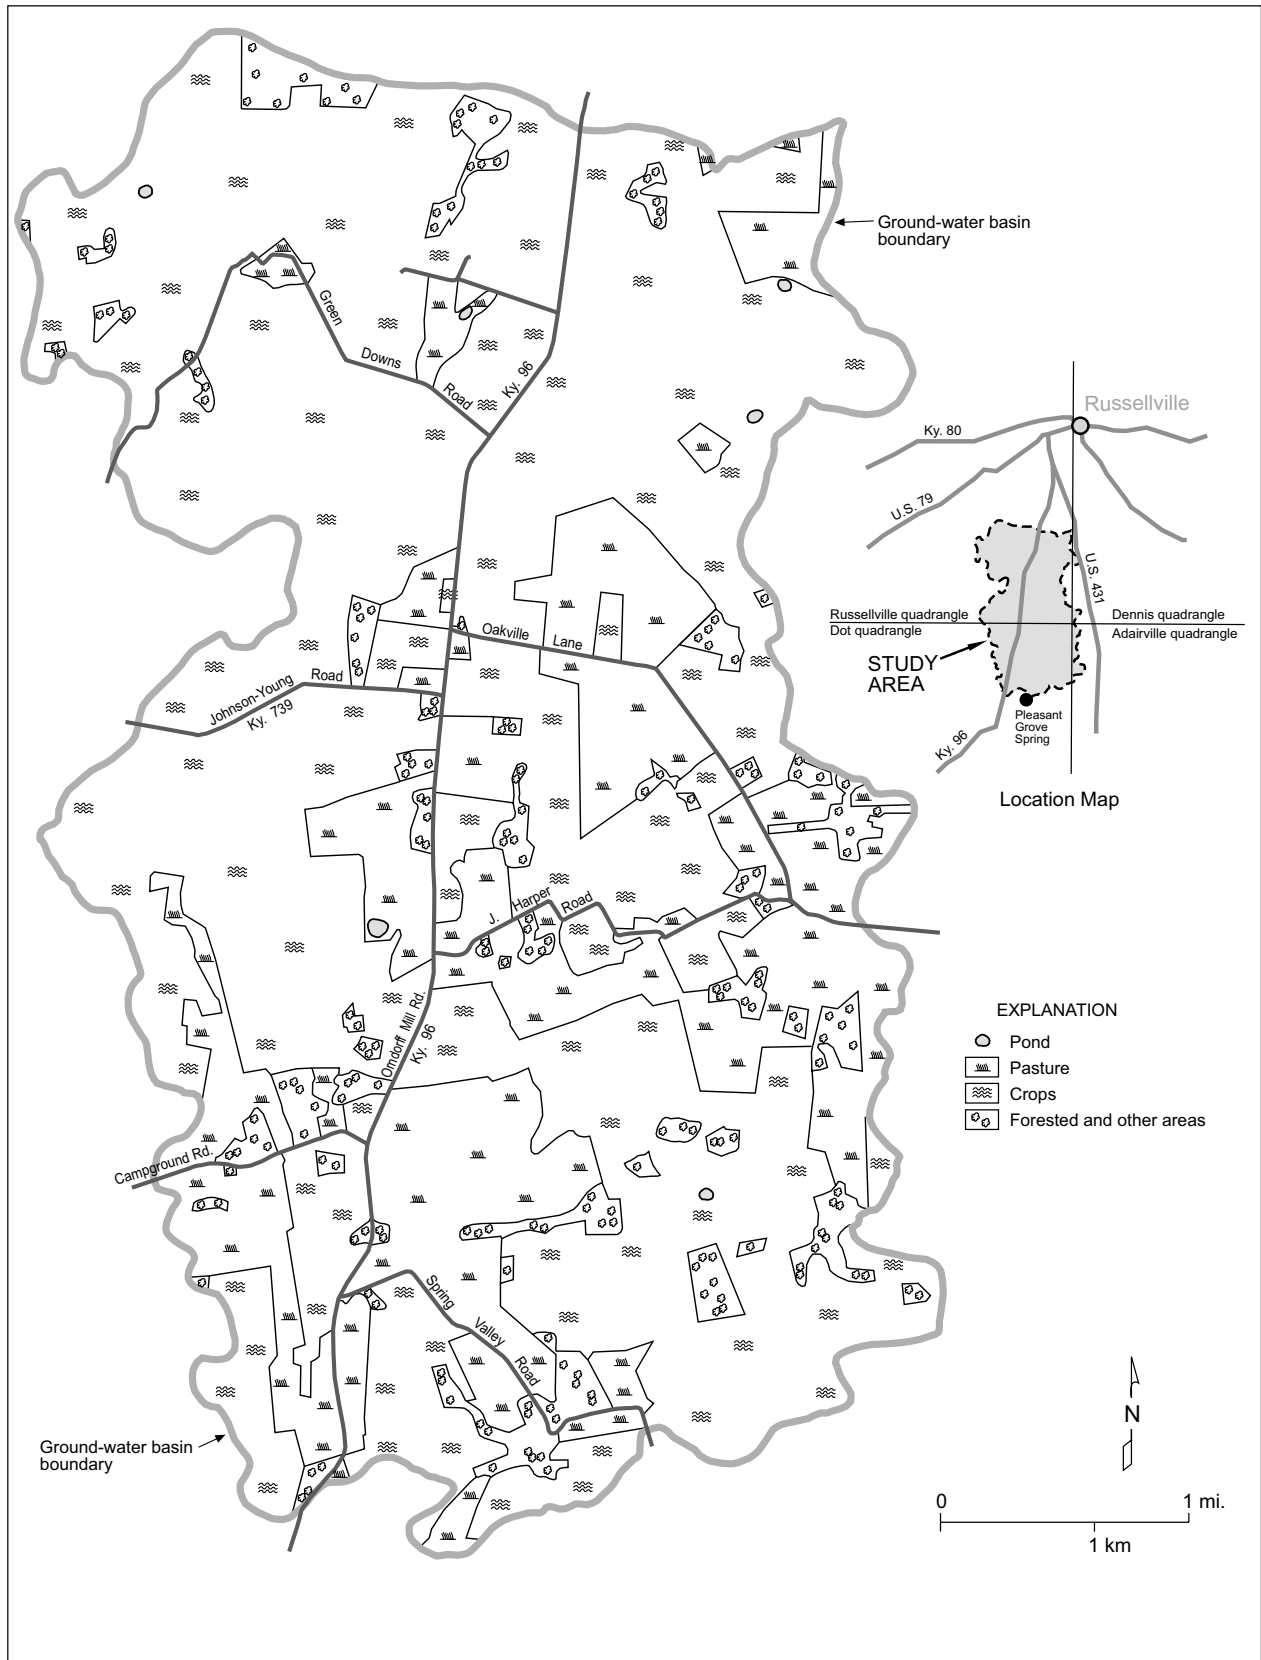 Ground-water basin
boundary
Green
Downs
Road
Ky. 96
Russellville
Ky. 80
U.S. 79
U.S. 431
Russellville quadrangle
Dennis quadrangle
Dot quadrangle
Adairville quadrangle
STUDY
AREA
Pleasant
Grove
Spring
Ky. 96
Location Map
Oakville Lane
Johnson-Young Road
Ky. 739
J. Harper Road
Orndorff Mill Rd.
Ky. 96
EXPLANATION
Pond
Pasture
Crops
Forested and other areas
Campground Rd.
Spring
Valley
Road
Ground-water basin
boundary
N
0 1 mi.
1 km